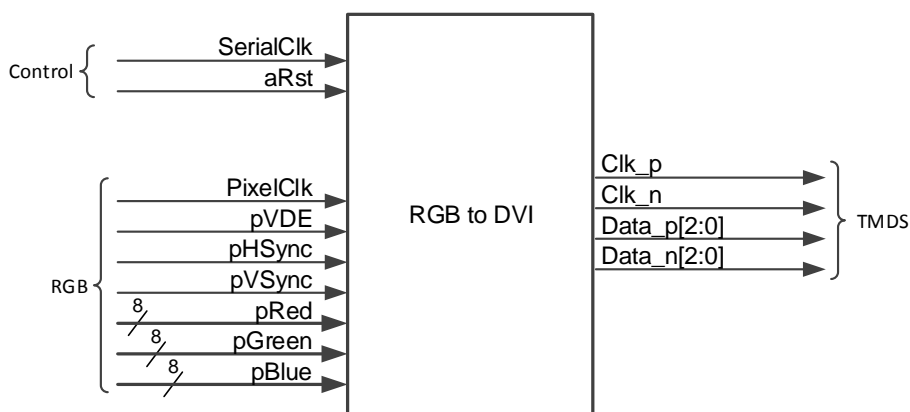 SerialClk
Control
aRst
Clk_p
PixelClk
Clk_n
pVDE
RGB to DVI
TMDS
Data_p[2:0]
pHSync
Data_n[2:0]
RGB
pVSync
8
pRed
8
pGreen
8
pBlue